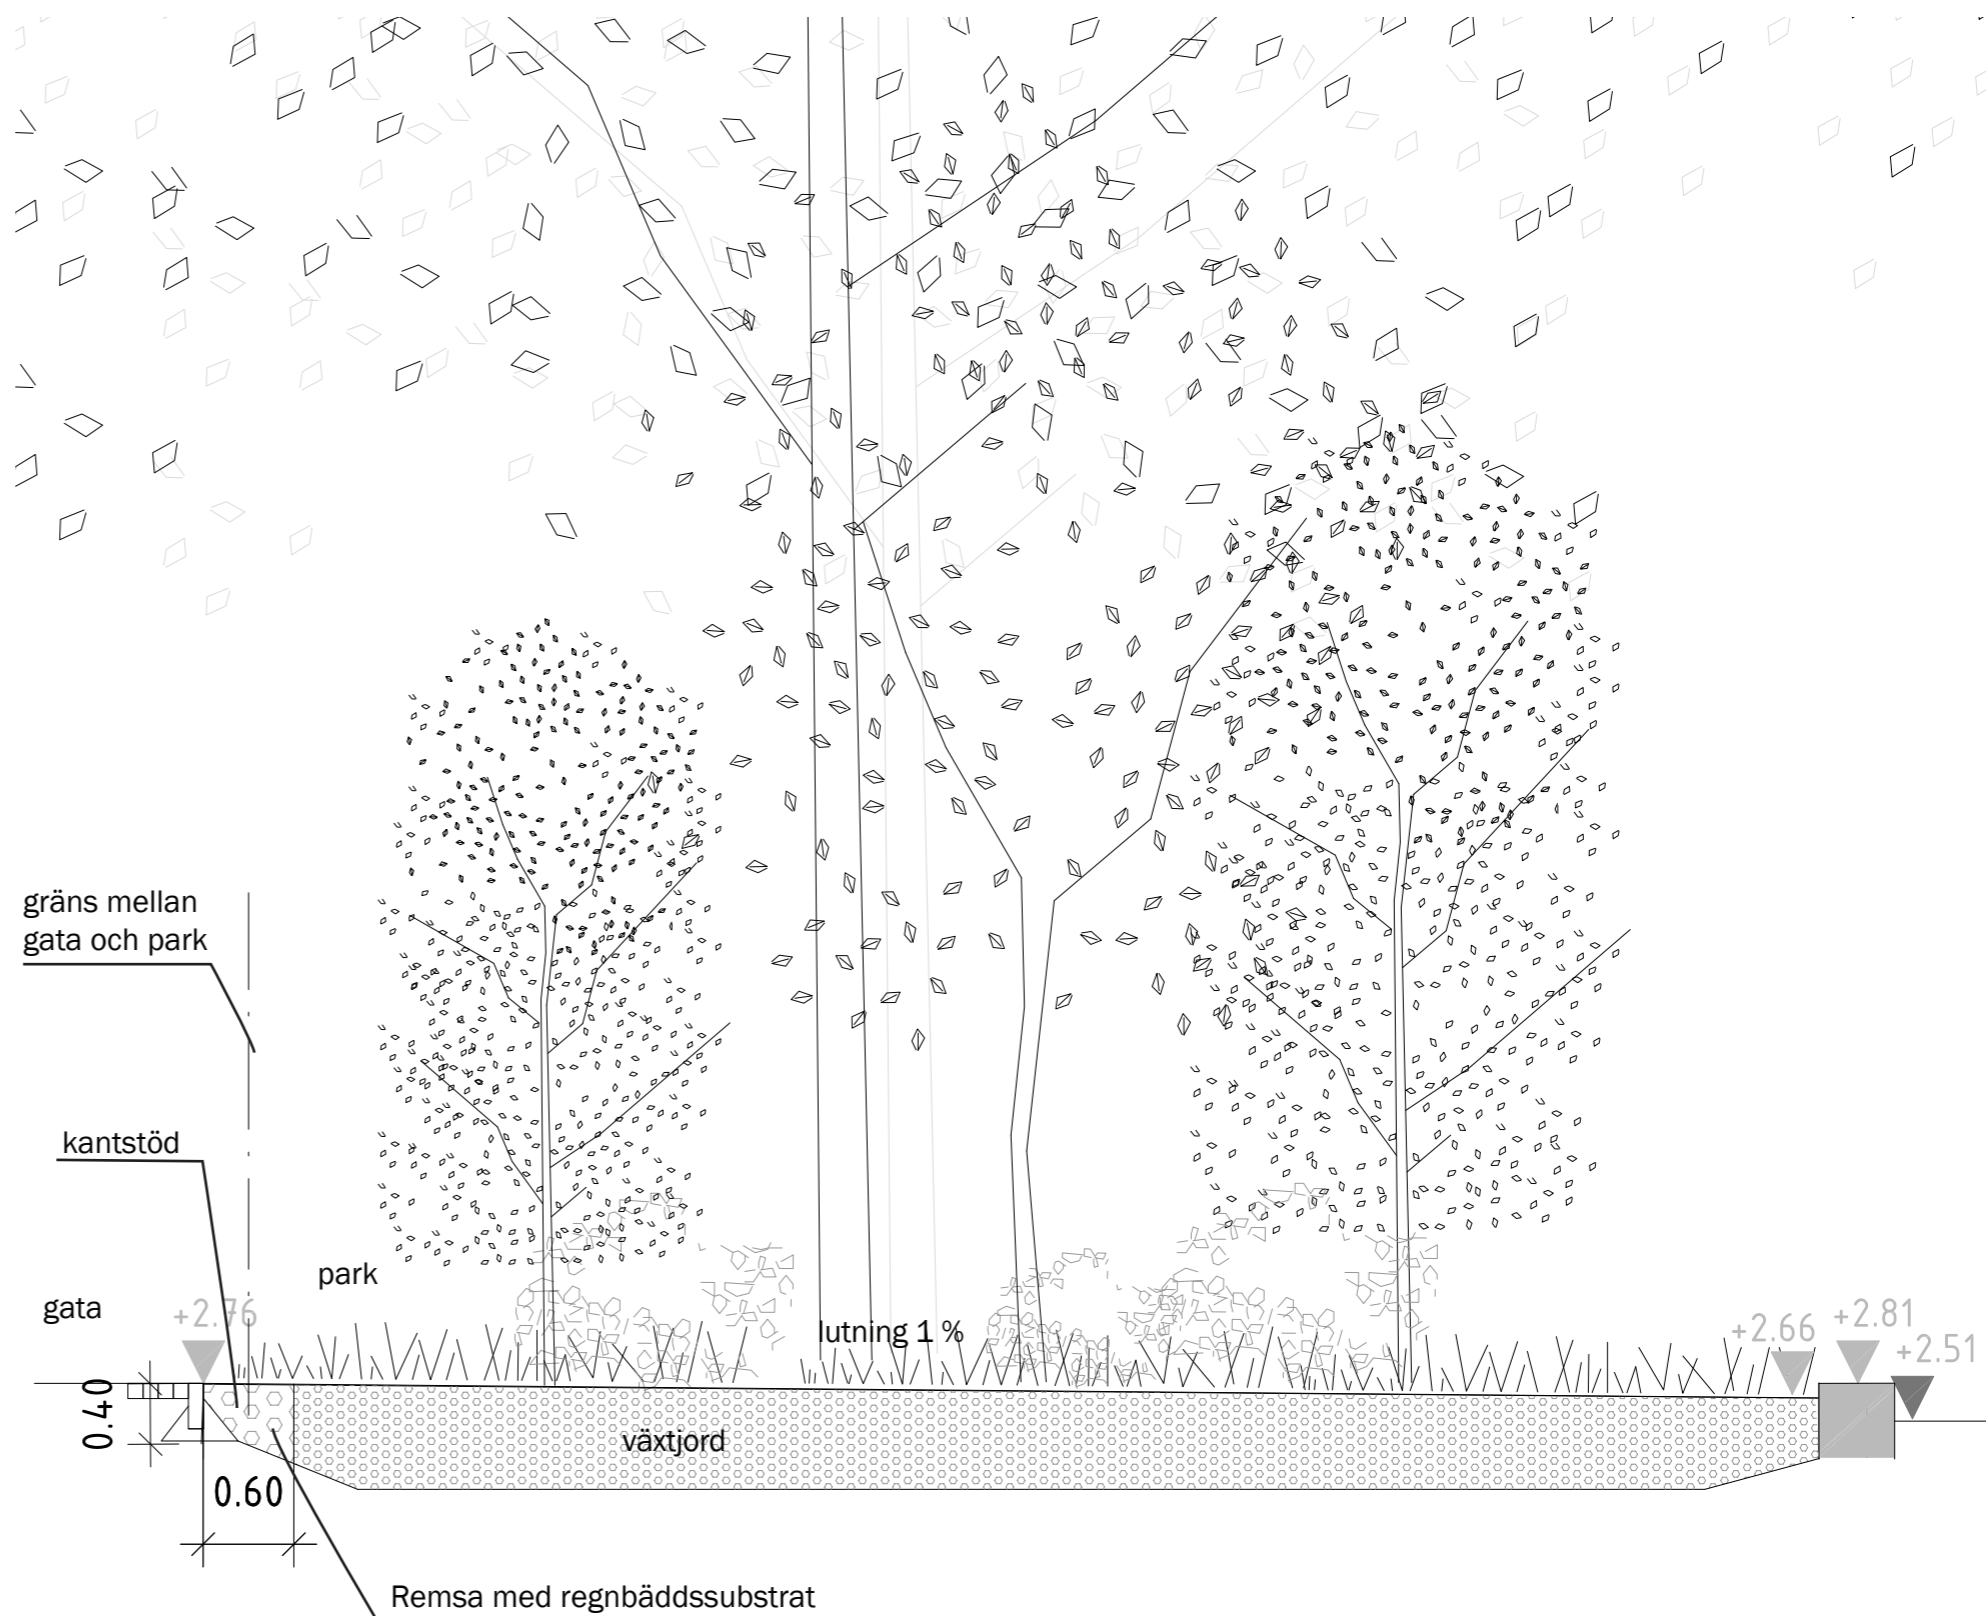 gräns mellan
gata och park
kantstöd
park
gata
+2.76
lutning 1 %
+2.66
+2.81
+2.51
0.40
växtjord
0.60
Remsa med regnbäddssubstrat